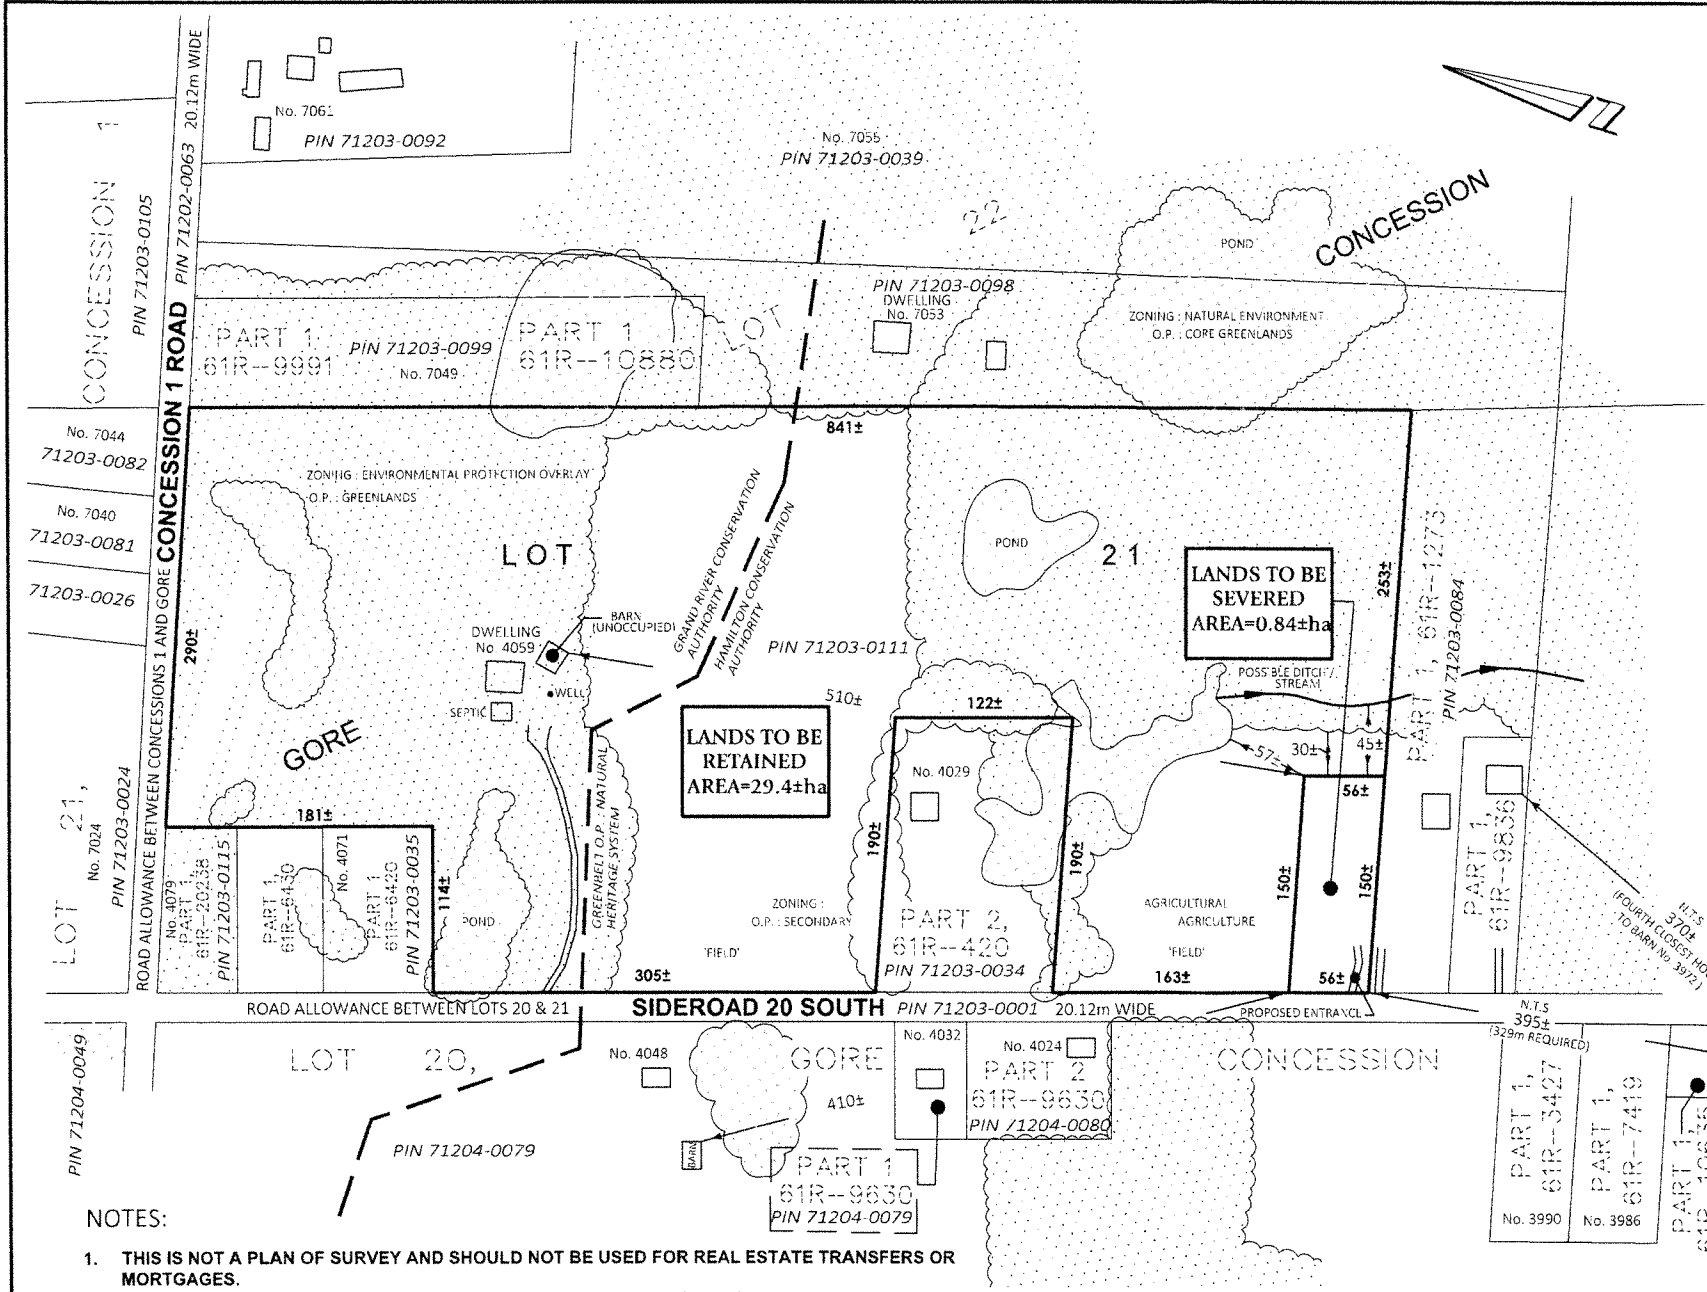 20.12m WIDE
No. 7061
PIN 71203-0092
No. 7055
PIN 71203-0039
22
CONCESSION
POND
CONCESSION 1
PIN 71203-0105
PIN 71202-0063
ROAD ALLOWANCE BETWEEN CONCESSIONS 1 AND GORE CONCESSION 1 ROAD
PIN 71203-0098
DWELLING
No. 7053
ZONING : NATURAL ENVIRONMENT
O.P. : CORE GREENLANDS
PART 1
61R--9991
PIN 71203-0099
No. 7049
PART 1
61R--10880
LOT
841±
No. 7044
71203-0082
No. 7040
71203-0081
71203-0026
ZONING : ENVIRONMENTAL PROTECTION OVERLAY
O.P. : GREENLANDS
LOT
21
POND
GRAND RIVER CONSERVATION
AUTHORITY
HAMILTON CONSERVATION
AUTHORITY
LANDS TO BE
SEVERED
AREA=0.84±ha
253±
PART 1, 61R--1273
PIN 71203-0084
290±
BARN
(UNOCCUPIED)
DWELLING
No. 4059
WELL
SEPTIC
PIN 71203-0111
510±
POSSIBLE DITCH/
STREAM
122±
GORE
LANDS TO BE
RETAINED
AREA=29.4±ha
No. 4029
57±
30±
45±
56±
LOT 21,
No. 7024
PIN 71203-0024
181±
No. 4079
PART 1,
61R--20238
PIN 71203-0115
PART 1,
61R--6430
No. 4071
PART 1
61R--6420
PIN 71203-0035
114±
POND
GREENBELT O.P. : NATURAL
HERITAGE SYSTEM
190±
190±
150±
150±
ZONING :
O.P. : SECONDARY
'FIELD'
PART 2,
61R--420
PIN 71203-0034
AGRICULTURAL
AGRICULTURE
'FIELD'
PART 1,
61R--9836
N.T.S
370±
(FOURTH CLOSEST
TO BARN No. 3972)
305±
163±
56±
ROAD ALLOWANCE BETWEEN LOTS 20 & 21
SIDEROAD 20 SOUTH
PIN 71203-0001
20.12m WIDE
PROPOSED ENTRANCE
N.T.S
395±
(329m REQUIRED)
PIN 71204-0049
LOT 20,
No. 4048
GORE
410±
No. 4032
No. 4024
PART 2
61R--9630
PIN 71204-0080
CONCESSION
PIN 71204-0079
BARN
PART 1
61R--9630
PIN 71204-0079
PART 1,
61R--3427
No. 3990
PART 1,
61R--7419
No. 3986
PART 1,
NOTES:
1. THIS IS NOT A PLAN OF SURVEY AND SHOULD NOT BE USED FOR REAL ESTATE TRANSFERS OR
MORTGAGES.